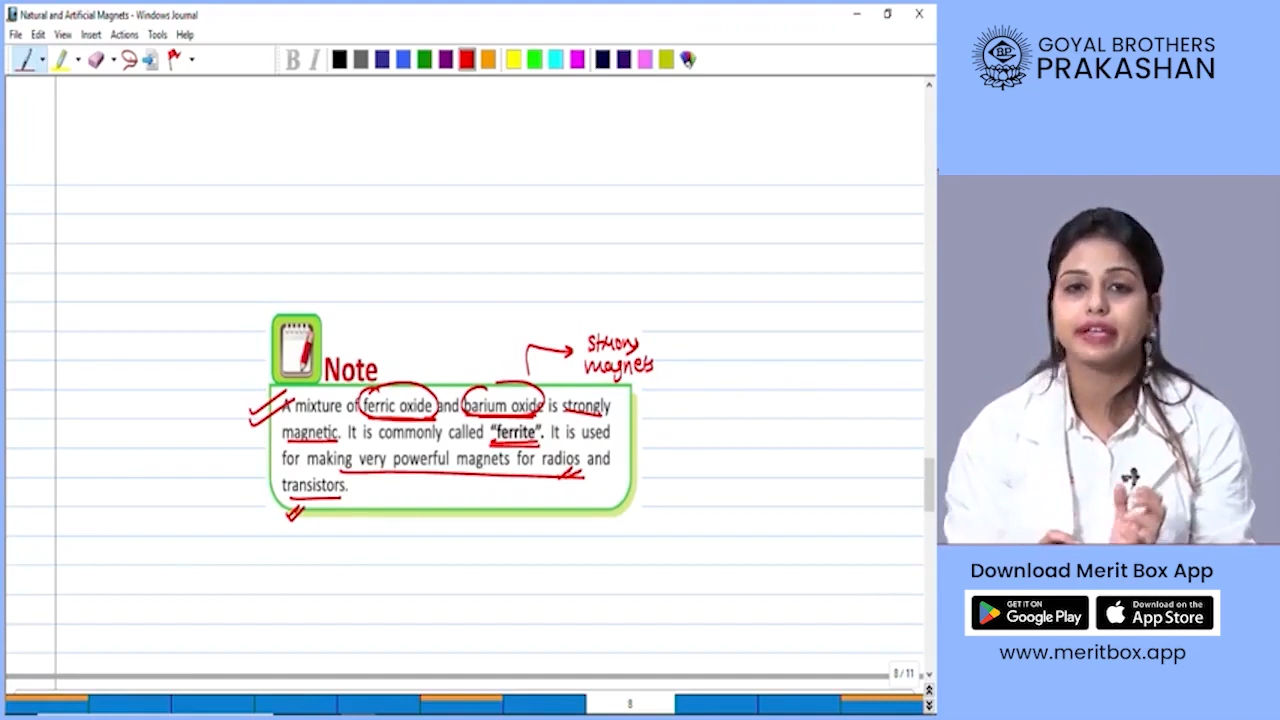 Natural and Artificial Magnets - Windows Journal
File Edit View Insert Actions Tools Help
B I
GOYAL BROTHERS
PRAKASHAN
BP
strong
magnets
Note
A mixture of ferric oxide and barium oxide is strongly
magnetic. It is commonly called "ferrite". It is used
for making very powerful magnets for radios and
transistors.
Download Merit Box App
GET IT ON
Google Play
Download on the
App Store
www.meritbox.app
8 / 11
8